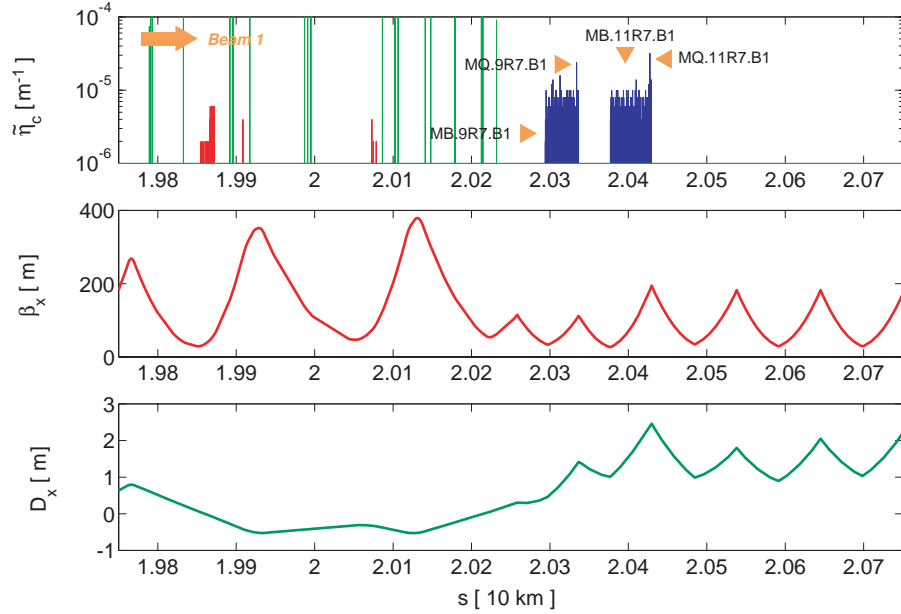 10⁻⁴
Beam 1
MB.11R7.B1
MQ.9R7.B1
MQ.11R7.B1
10⁻⁵
MB.9R7.B1
10⁻⁶
η̃_c [ m⁻¹ ]
1.98 1.99 2 2.01 2.02 2.03 2.04 2.05 2.06 2.07
400
200
0
β_x [ m ]
1.98 1.99 2 2.01 2.02 2.03 2.04 2.05 2.06 2.07
3
2
1
0
-1
D_x [ m ]
1.98 1.99 2 2.01 2.02 2.03 2.04 2.05 2.06 2.07
s [ 10 km ]